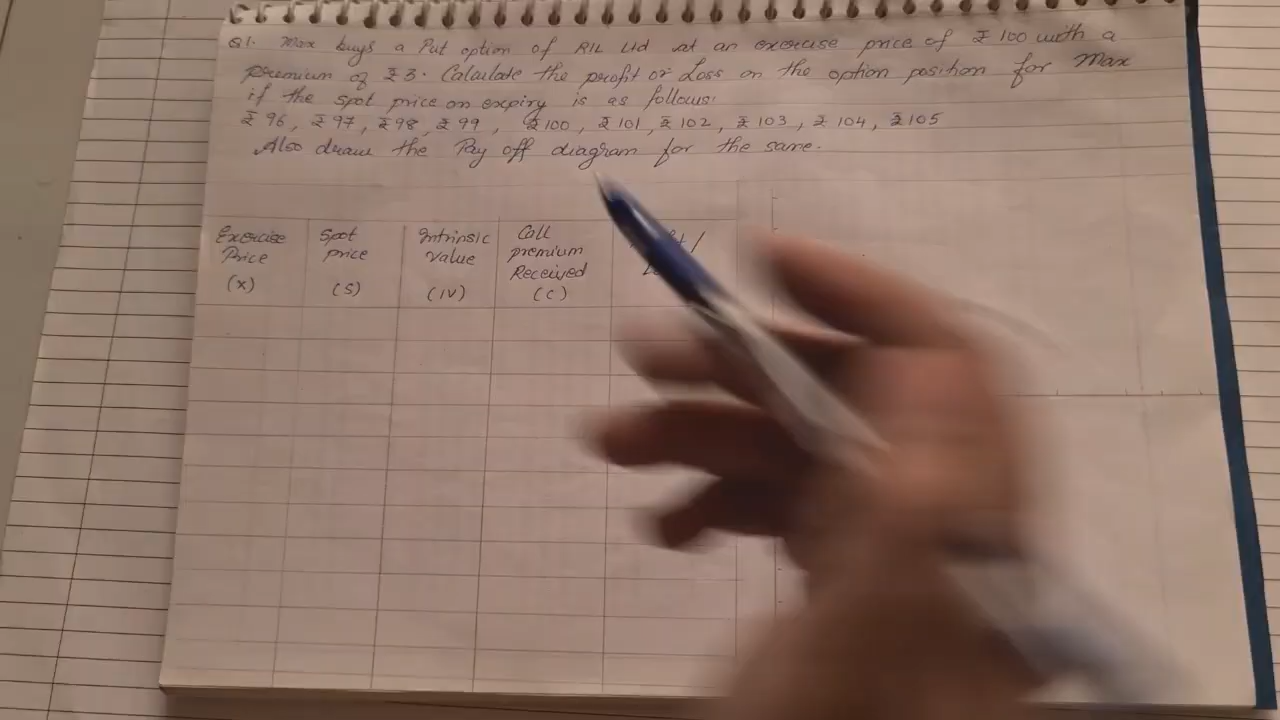 Q1. Max buys a Put option of RIL Ltd at an exercise price of ₹ 100 with a
premium of ₹ 3. Calculate the profit or Loss on the option position for Max
if the spot price on expiry is as follows:
₹ 96, ₹ 97, ₹ 98, ₹ 99, ₹ 100, ₹ 101, ₹ 102, ₹ 103, ₹ 104, ₹ 105
Also draw the Pay off diagram for the same.
Exercise Price (X)
Spot price (S)
Intrinsic value (IV)
Call premium Received (C)